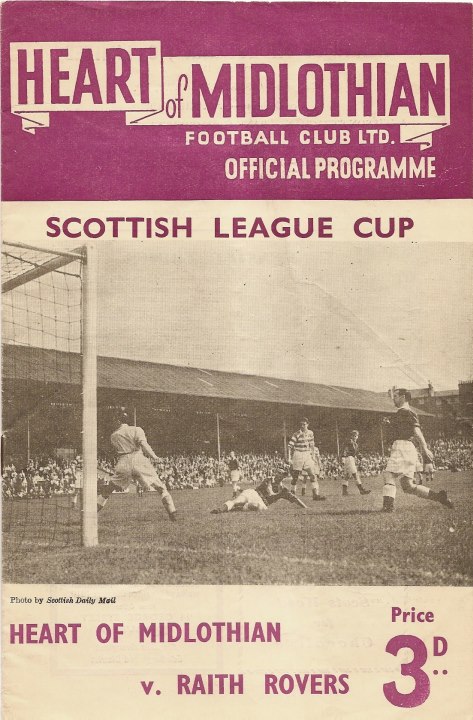 HEART of MIDLOTHIAN
FOOTBALL CLUB LTD.
OFFICIAL PROGRAMME
SCOTTISH LEAGUE CUP
Photo by Scottish Daily Mail
HEART OF MIDLOTHIAN
v. RAITH ROVERS
Price
3D..